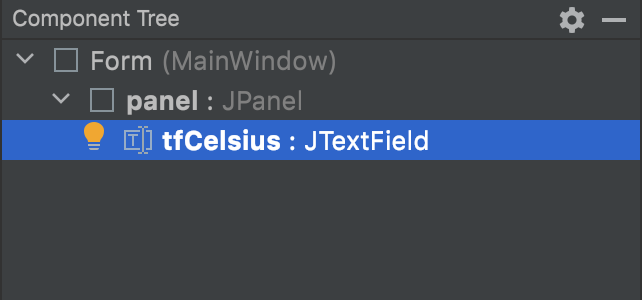 Component Tree
Form (MainWindow)
panel : JPanel
tfCelsius : JTextField